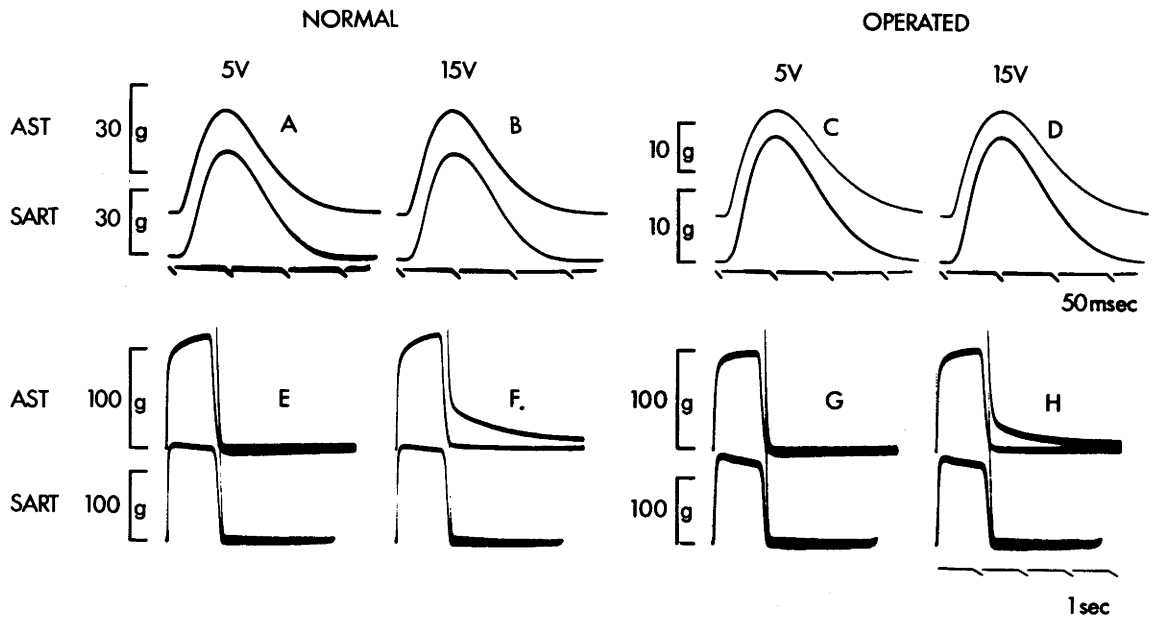 NORMAL OPERATED
5V 15V 5V 15V
AST 30 g A B 10 g C D
SART 30 g 10 g
50 msec
AST 100 g E F. 100 g G H
SART 100 g 100 g
1 sec